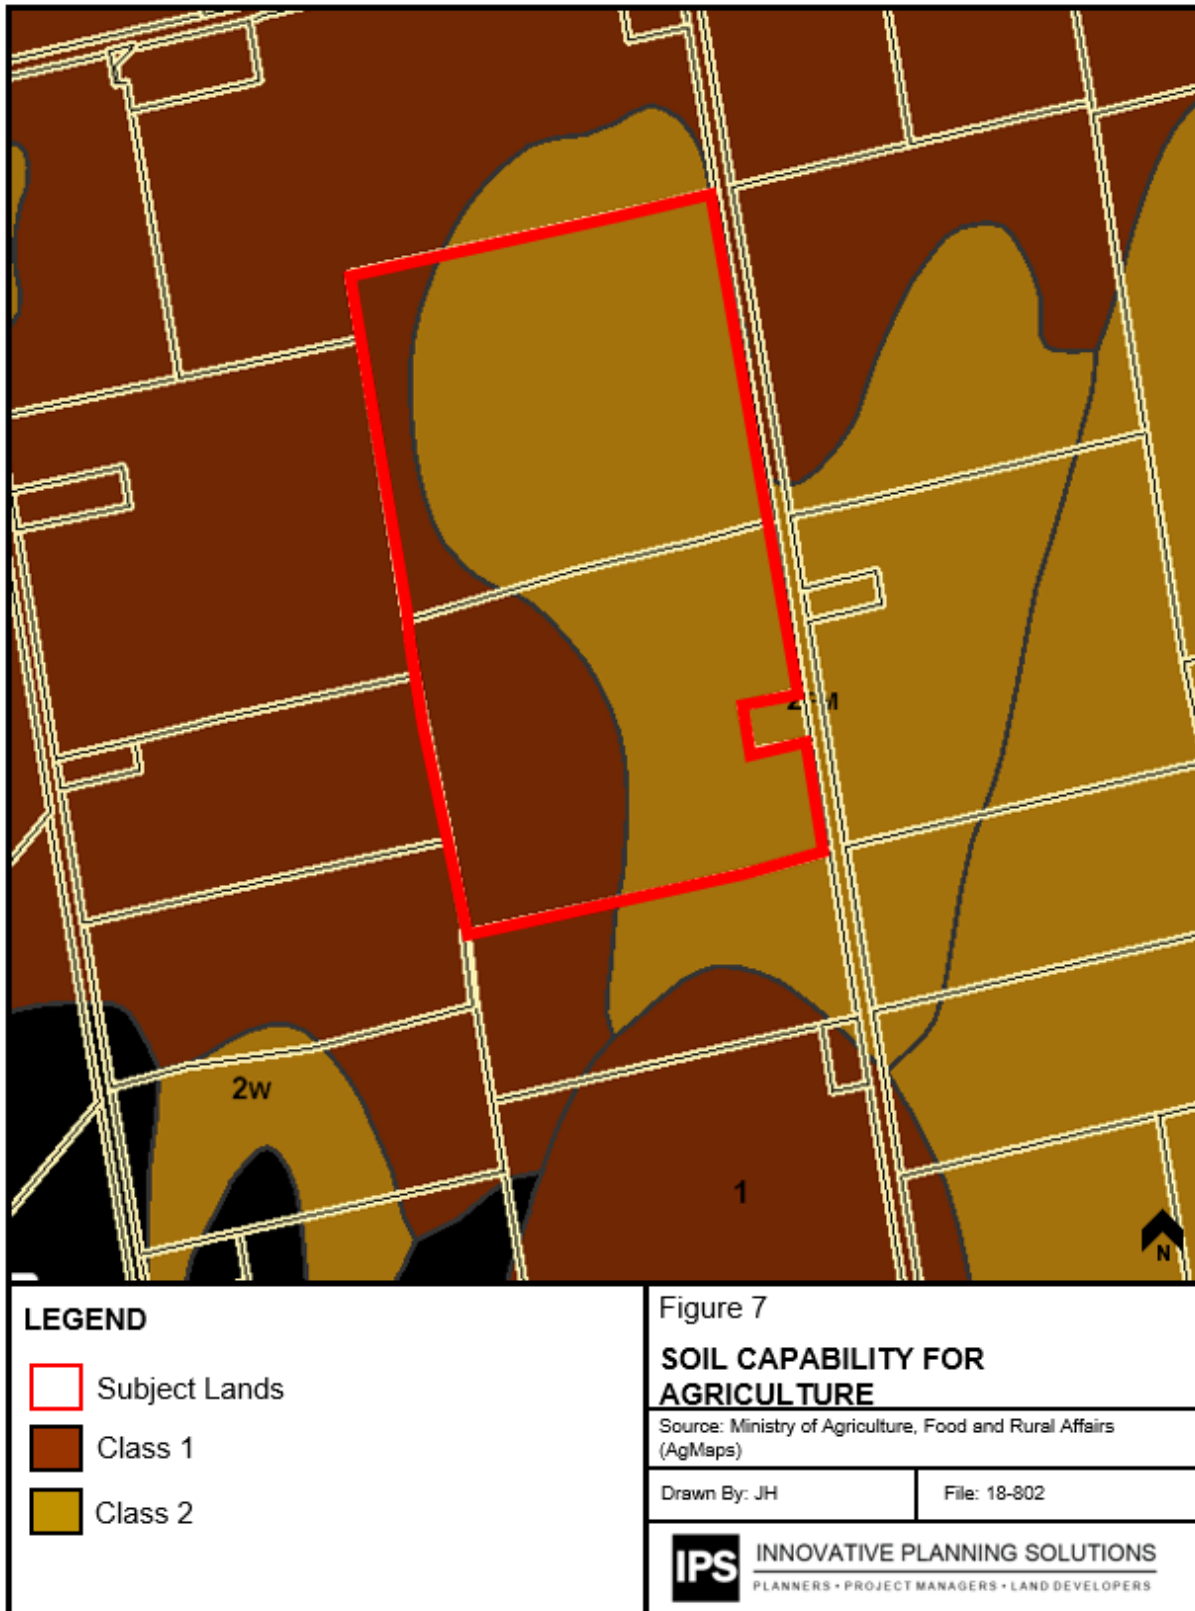 2W
1
N
LEGEND
Subject Lands
Class 1
Class 2
Figure 7
SOIL CAPABILITY FOR
AGRICULTURE
Source: Ministry of Agriculture, Food and Rural Affairs
(AgMaps)
Drawn By: JH
File: 18-802
IPS
INNOVATIVE PLANNING SOLUTIONS
PLANNERS • PROJECT MANAGERS • LAND DEVELOPERS